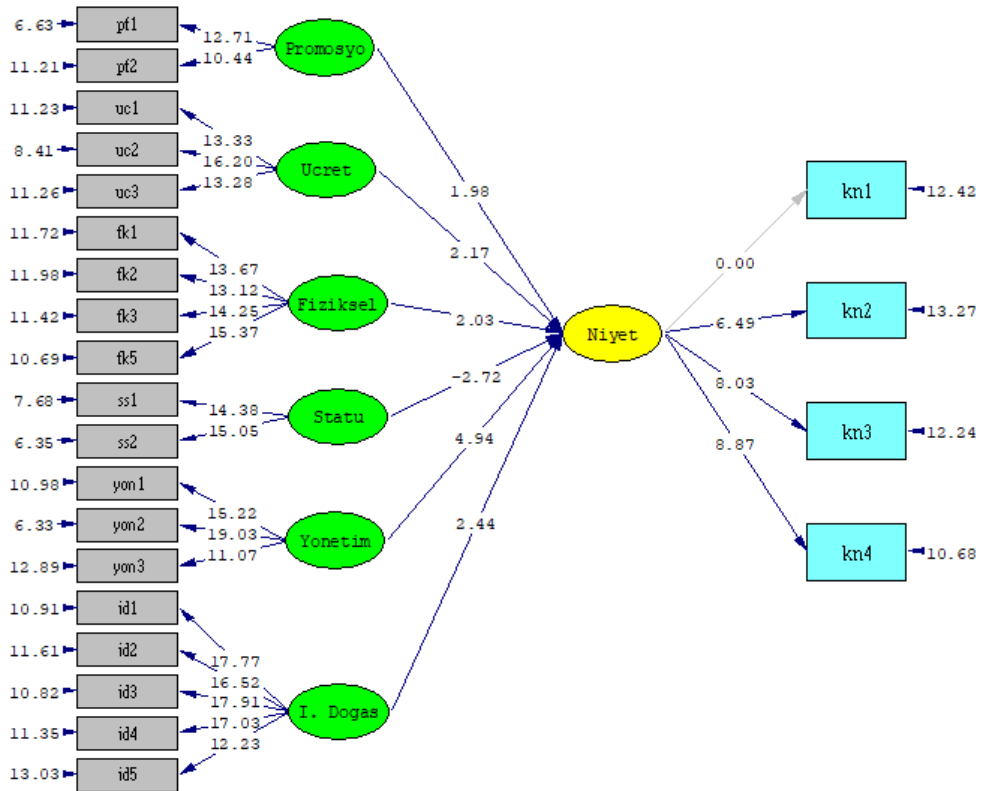 6.63 pf1 12.71 Promosyo
11.21 pf2 10.44
11.23 uc1 13.33
8.41 uc2 16.20 Ucret
11.26 uc3 13.28
11.72 fk1 13.67
11.98 fk2 13.12 Fiziksel
11.42 fk3 14.25
10.69 fk5 15.37
7.68 ss1 14.38 Statu
6.35 ss2 15.05
10.98 yon1 15.22
6.33 yon2 19.03 Yonetim
12.89 yon3 11.07
10.91 id1 17.77
11.61 id2 16.52
10.82 id3 17.91 I. Dogas
11.35 id4 17.03
13.03 id5 12.23
1.98
2.17
2.03
-2.72
4.94
2.44
Niyet
0.00 kn1 12.42
6.49 kn2 13.27
8.03 kn3 12.24
8.87 kn4 10.68